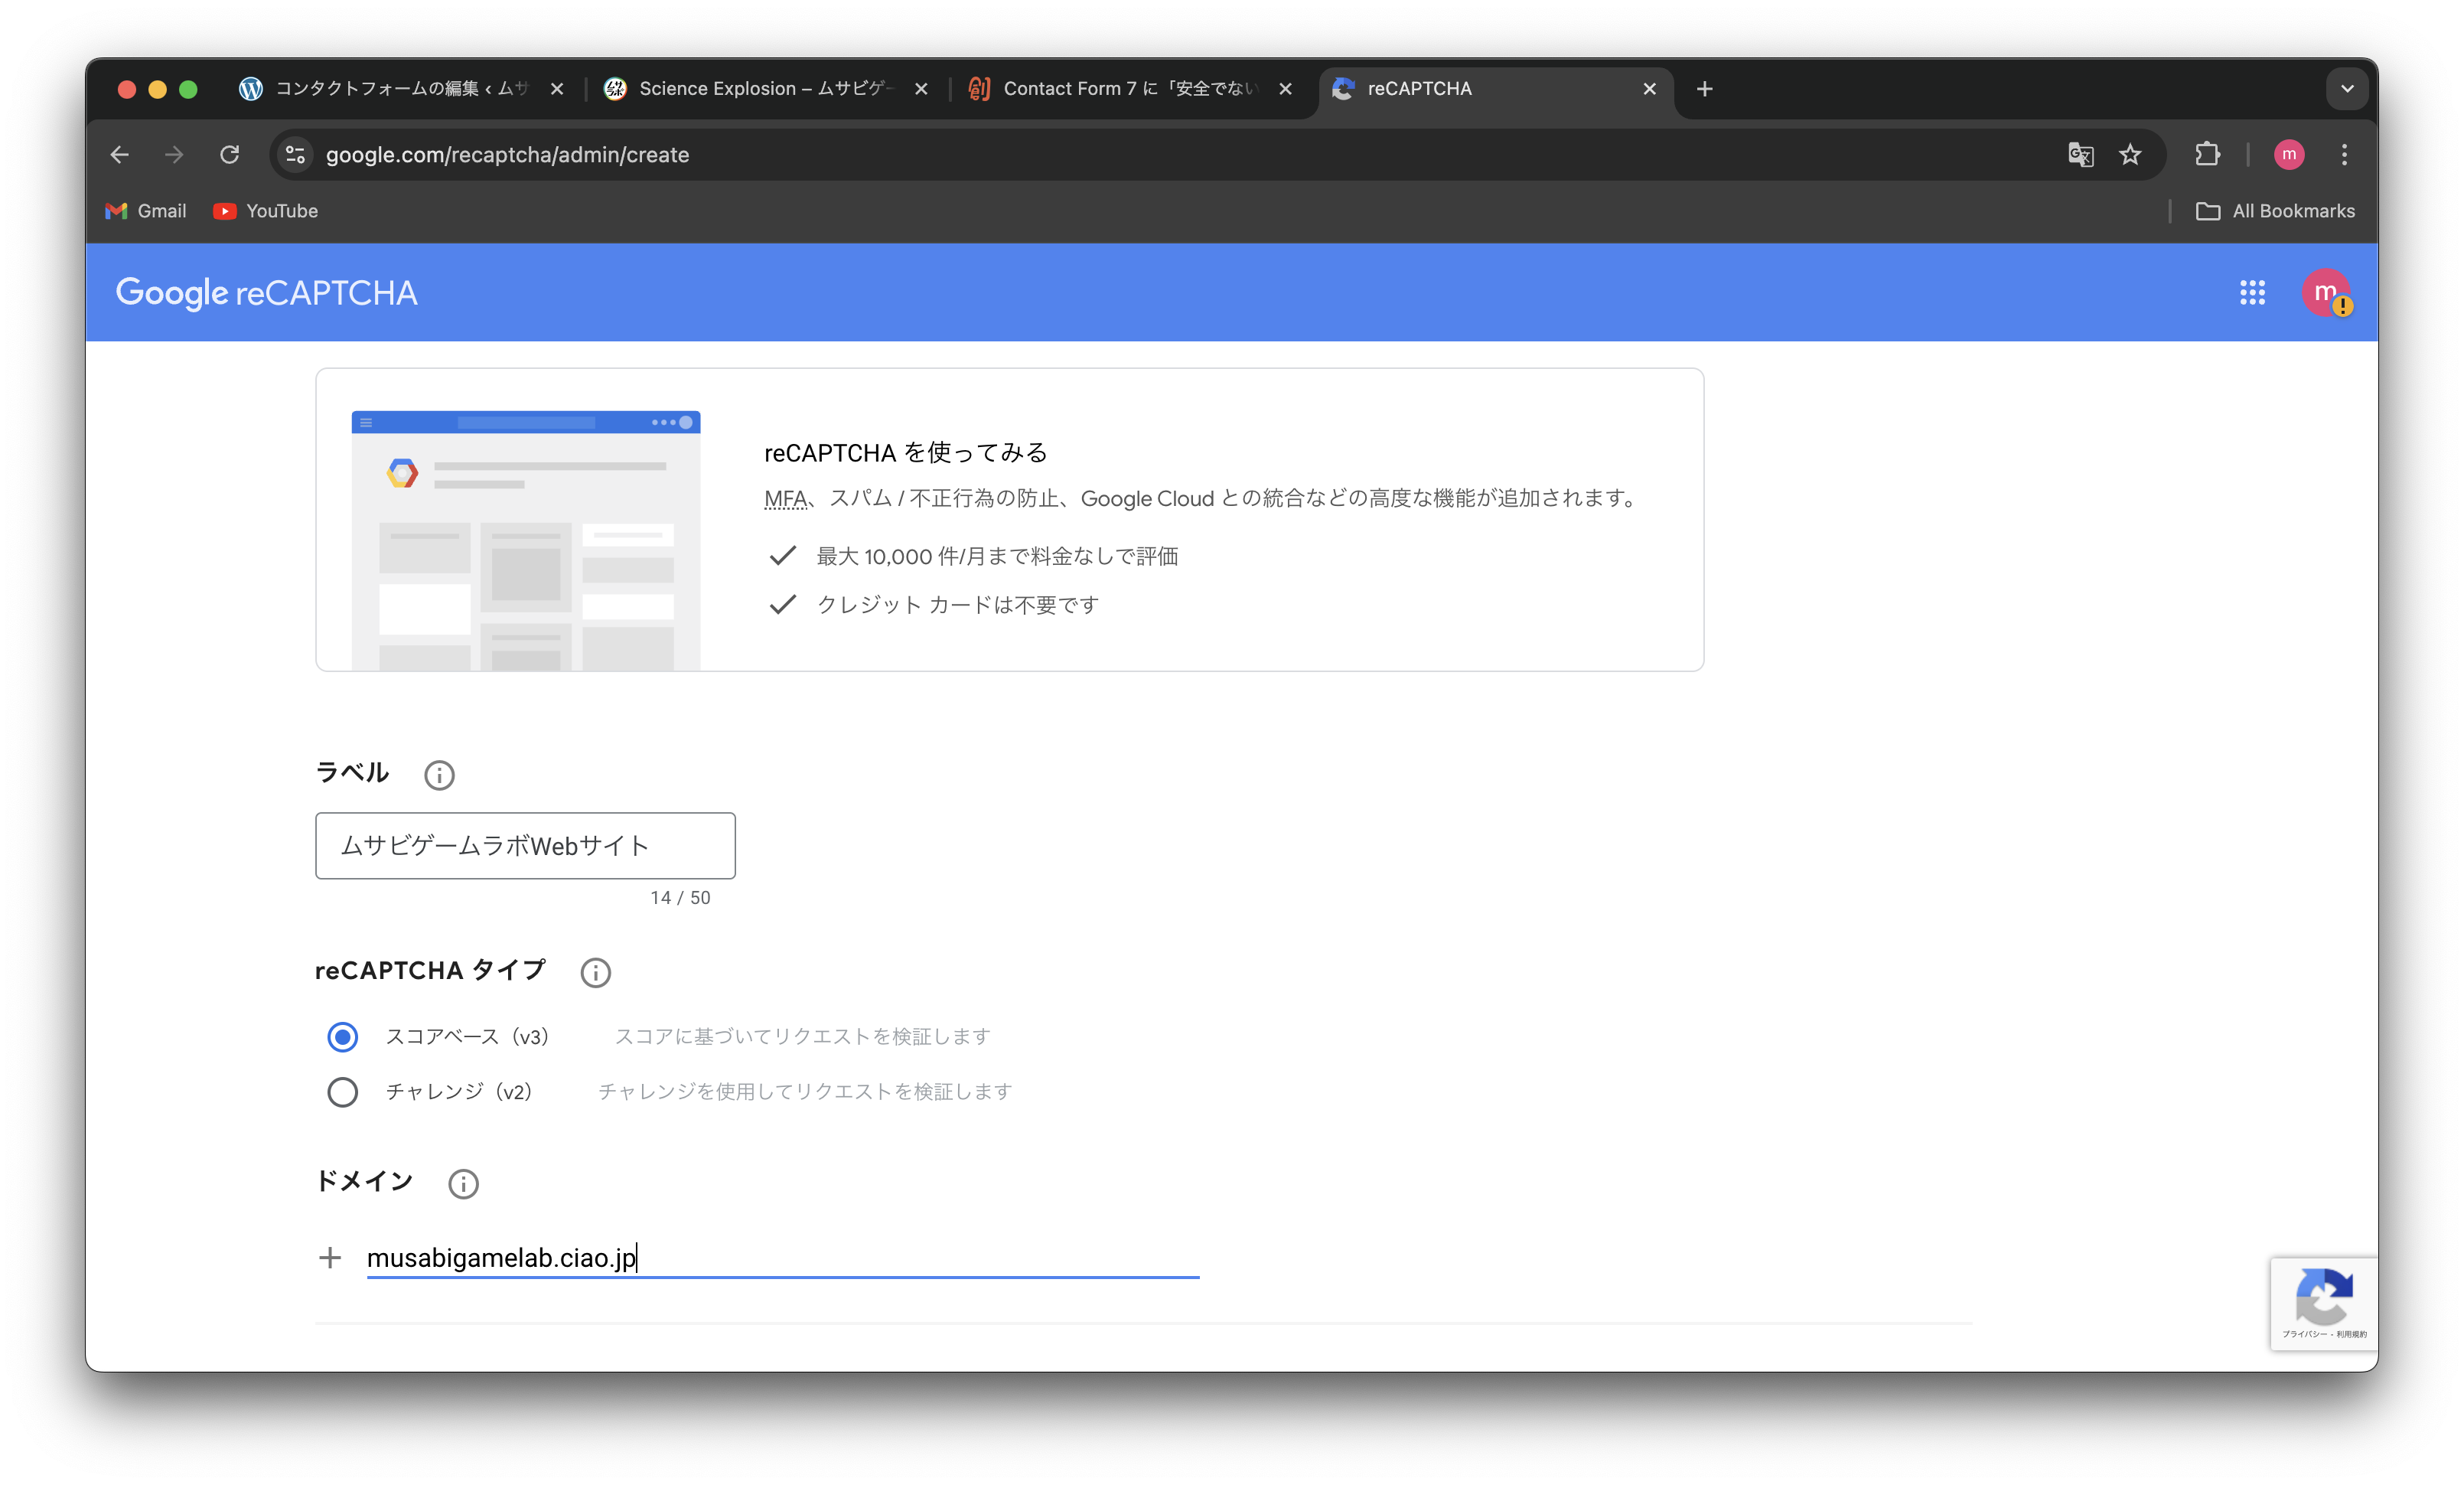 コンタクトフォームの編集 ‹ ムサ
Science Explosion – ムサビゲー
Contact Form 7 に「安全でない
reCAPTCHA
google.com/recaptcha/admin/create
m
Gmail
YouTube
All Bookmarks
Google reCAPTCHA
m
reCAPTCHA を使ってみる
MFA、スパム / 不正行為の防止、Google Cloud との統合などの高度な機能が追加されます。
最大 10,000 件/月まで料金なしで評価
クレジット カードは不要です
ラベル
ムサビゲームラボWebサイト
14 / 50
reCAPTCHA タイプ
スコアベース（v3） スコアに基づいてリクエストを検証します
チャレンジ（v2） チャレンジを使用してリクエストを検証します
ドメイン
musabigamelab.ciao.jp
プライバシー - 利用規約